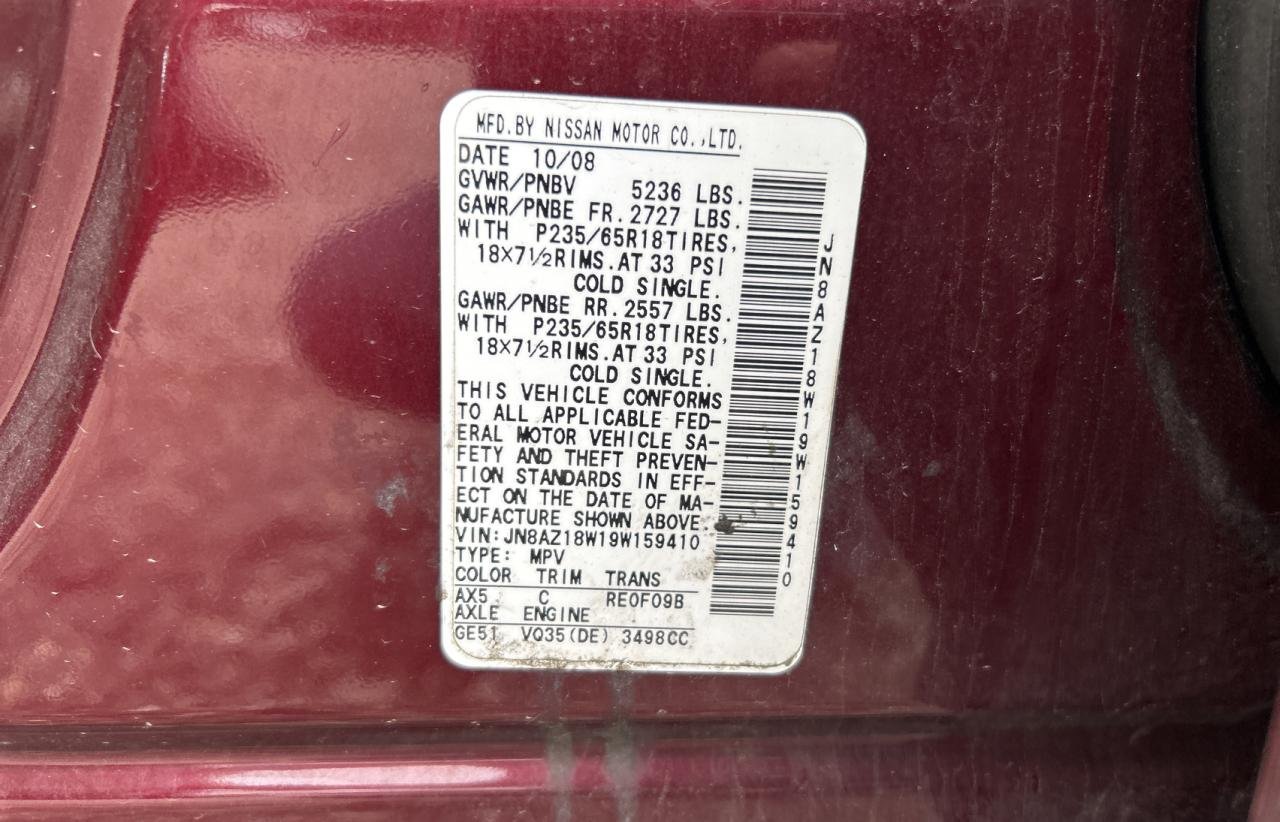 MFD.BY NISSAN MOTOR CO.,LTD.
DATE 10/08
GVWR/PNBV 5236 LBS.
GAWR/PNBE FR.2727 LBS.
WITH P235/65R18TIRES,
18X7½RIMS.AT 33 PSI
COLD SINGLE.
GAWR/PNBE RR.2557 LBS.
WITH P235/65R18TIRES,
18X7½RIMS.AT 33 PSI
COLD SINGLE.
THIS VEHICLE CONFORMS
TO ALL APPLICABLE FED-
ERAL MOTOR VEHICLE SA-
FETY AND THEFT PREVEN-
TION STANDARDS IN EFF-
ECT ON THE DATE OF MA-
NUFACTURE SHOWN ABOVE.
VIN:JN8AZ18W19W159410
TYPE: MPV
COLOR TRIM TRANS
AX5 C RE0F09B
AXLE ENGINE
GE51 VQ35(DE) 3498CC
JN8AZ18W19W159410